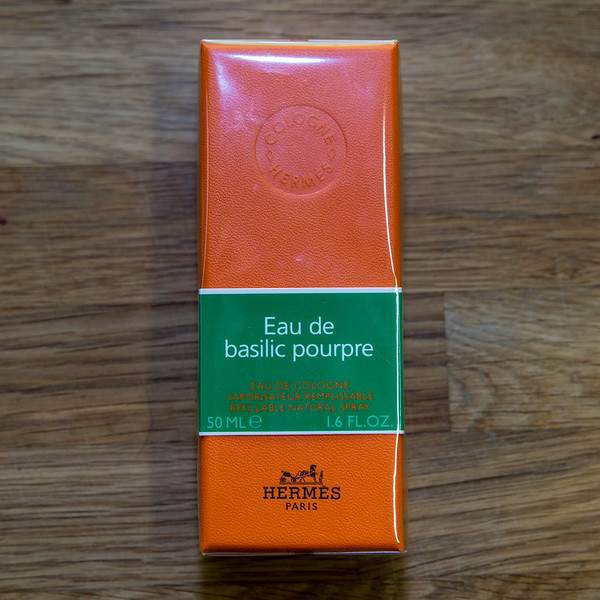 COLOGNE
HERMÈS
Eau de
basilic pourpre
EAU DE COLOGNE
VAPORISATEUR REMPLISSABLE
REFILLABLE NATURAL SPRAY
50 ML ℮ 1.6 FL.OZ.
HERMÈS
PARIS